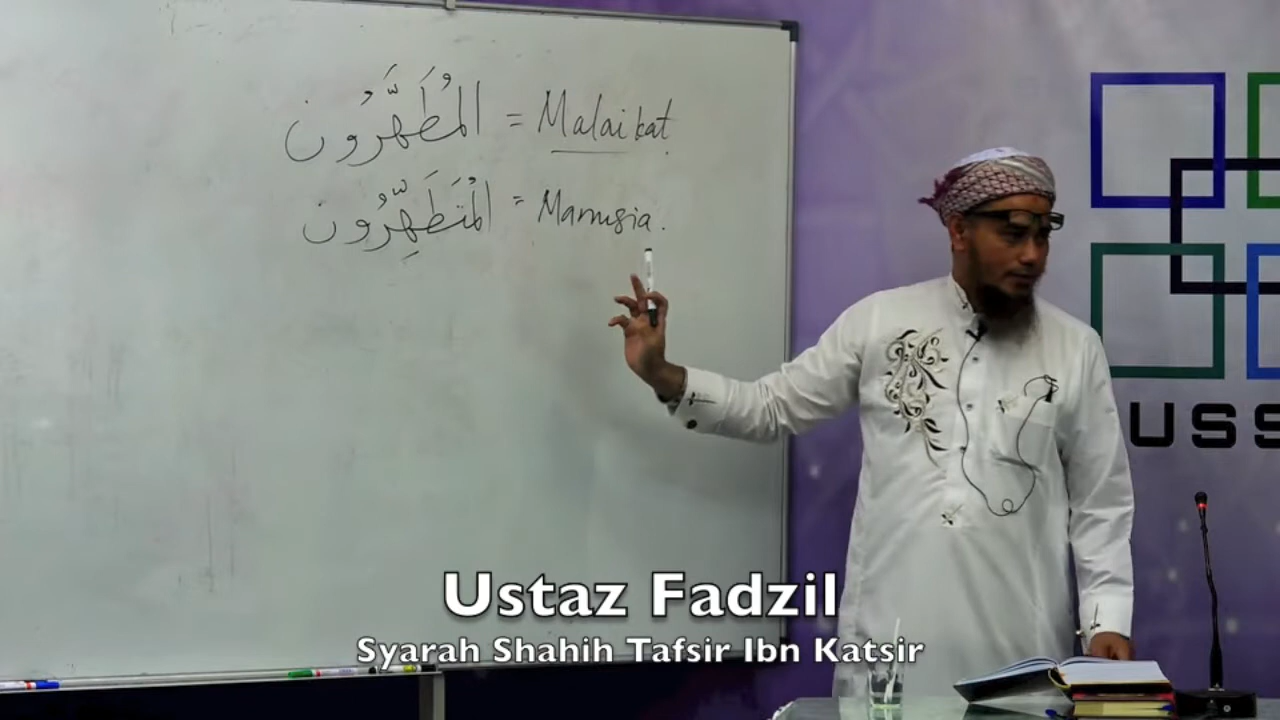 المُطَهَّرُون = Malaikat.
المُتَطَهِّرُون = Manusia.
USS
Ustaz Fadzil
Syarah Shahih Tafsir Ibn Katsir